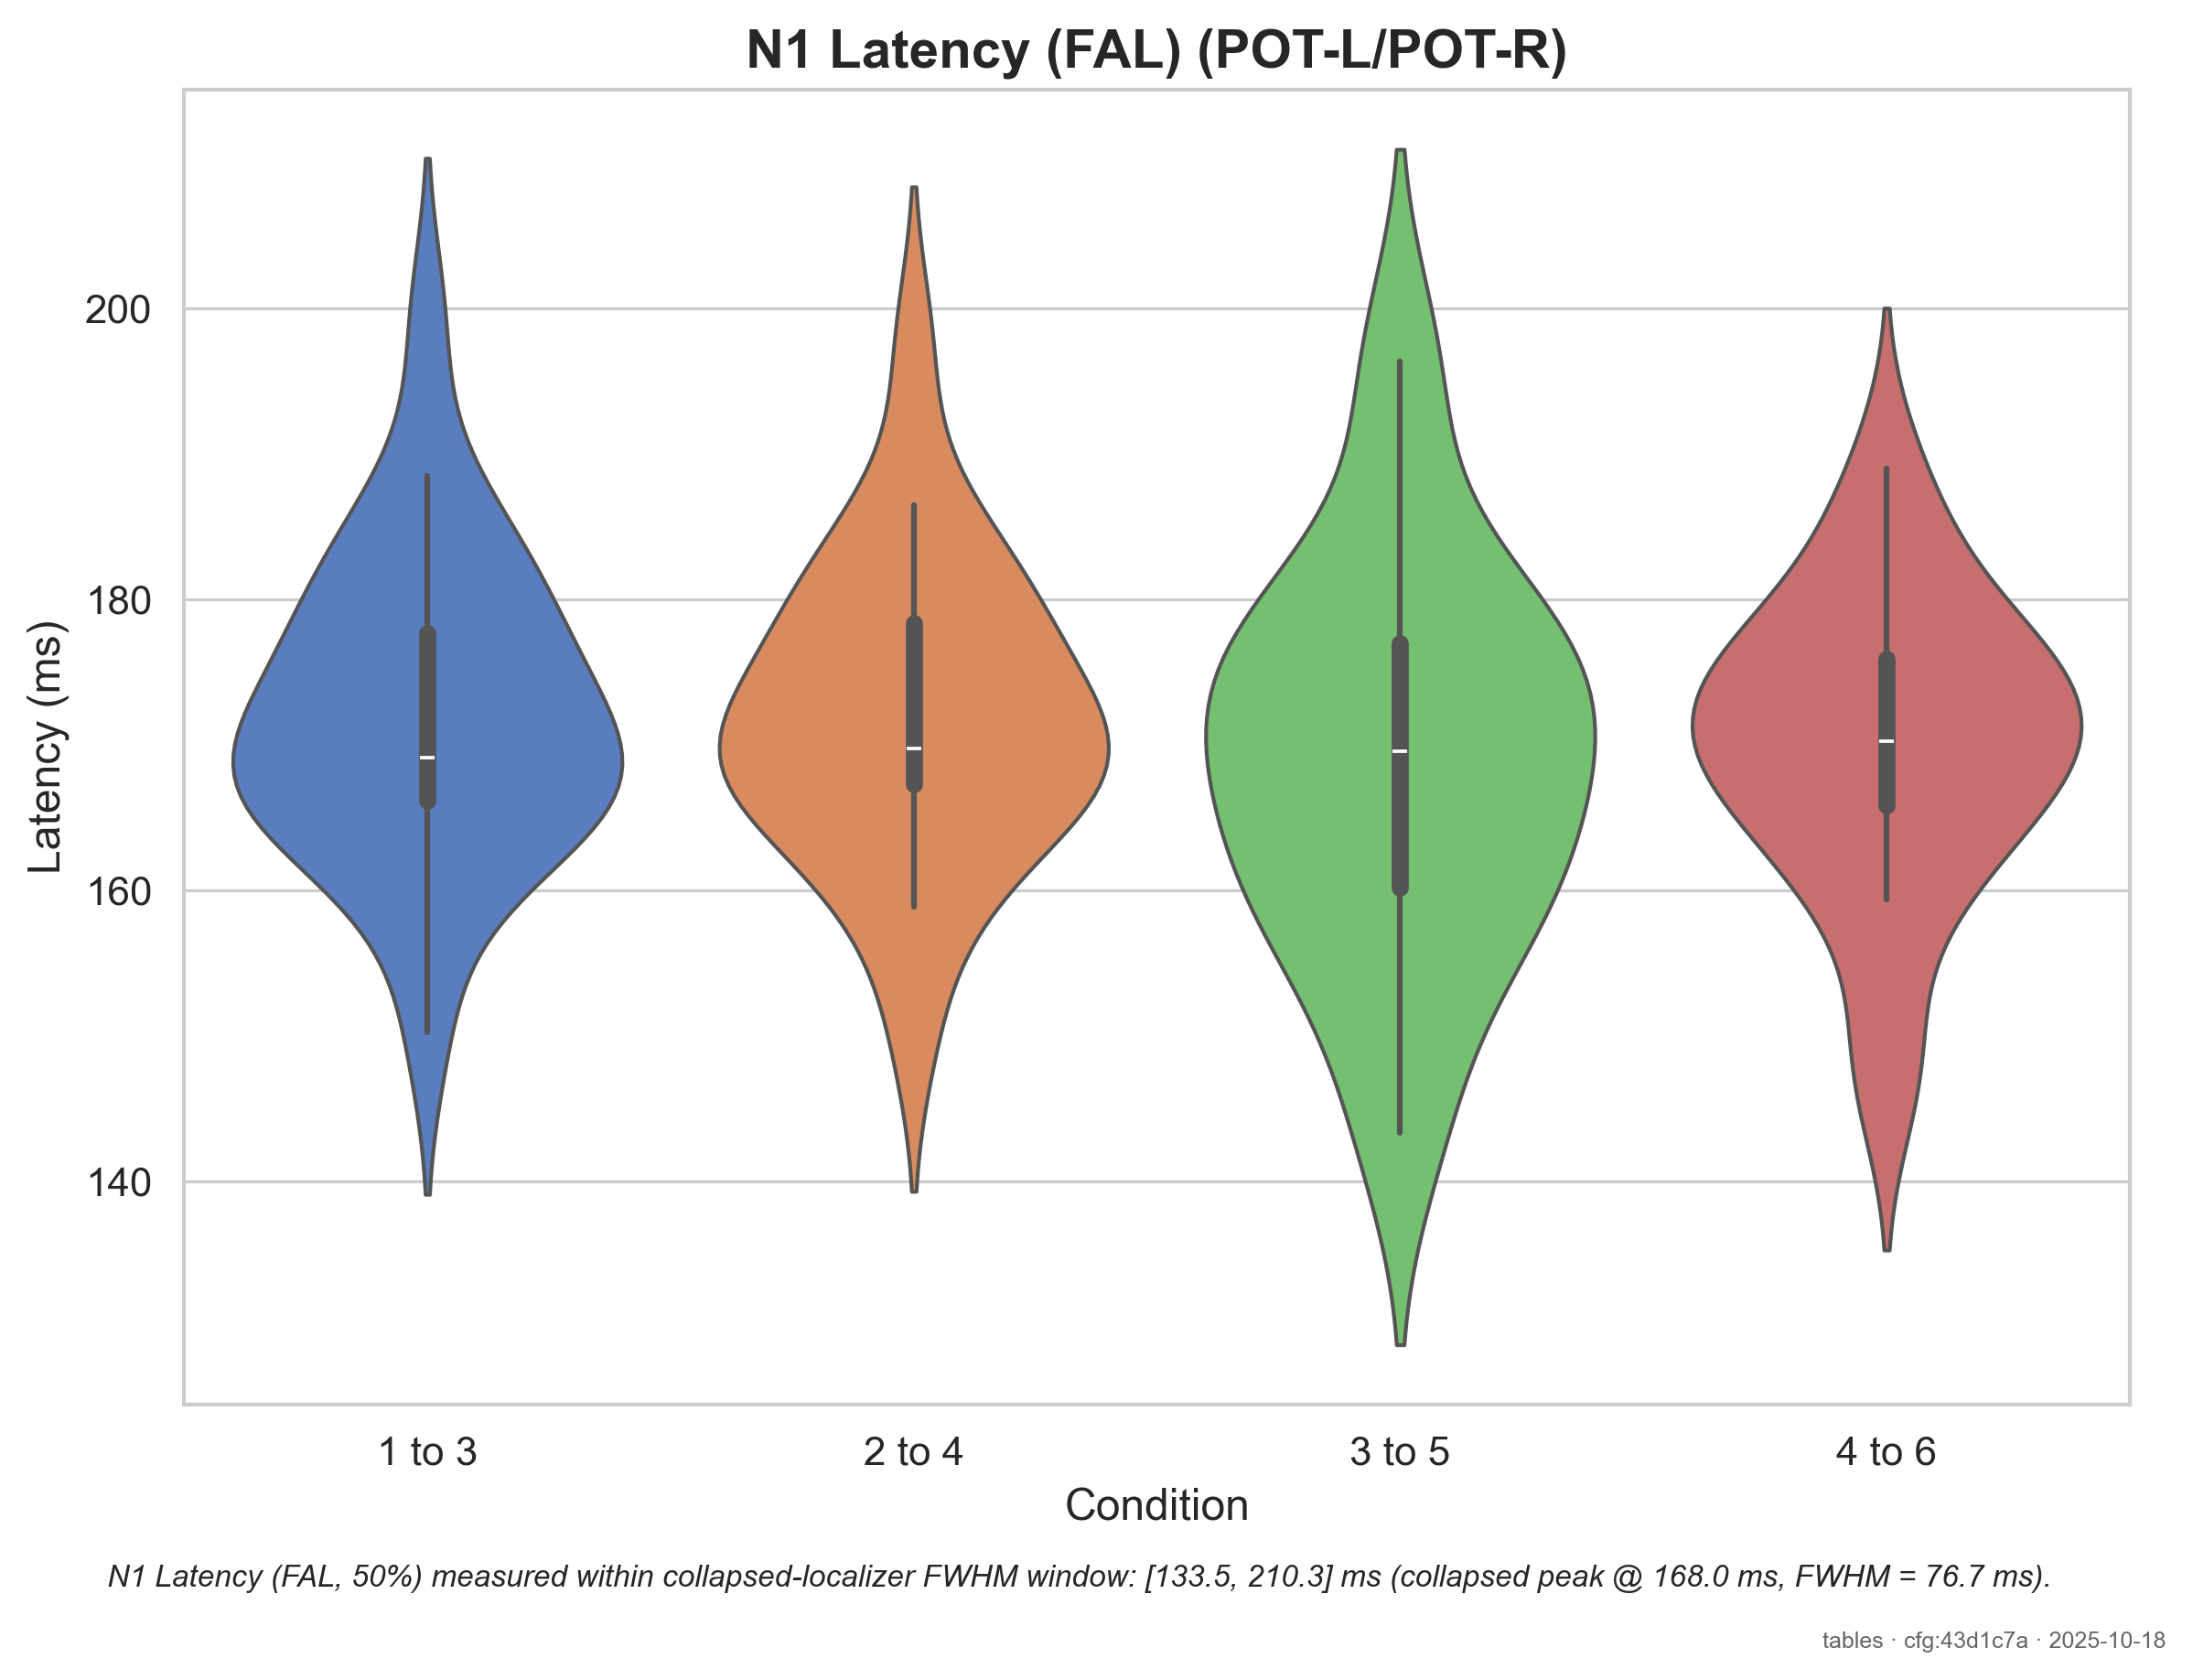 N1 Latency (FAL) (POT-L/POT-R)
Latency (ms)
200
180
160
140
1 to 3
2 to 4
3 to 5
4 to 6
Condition
N1 Latency (FAL, 50%) measured within collapsed-localizer FWHM window: [133.5, 210.3] ms (collapsed peak @ 168.0 ms, FWHM = 76.7 ms).
tables · cfg:43d1c7a · 2025-10-18